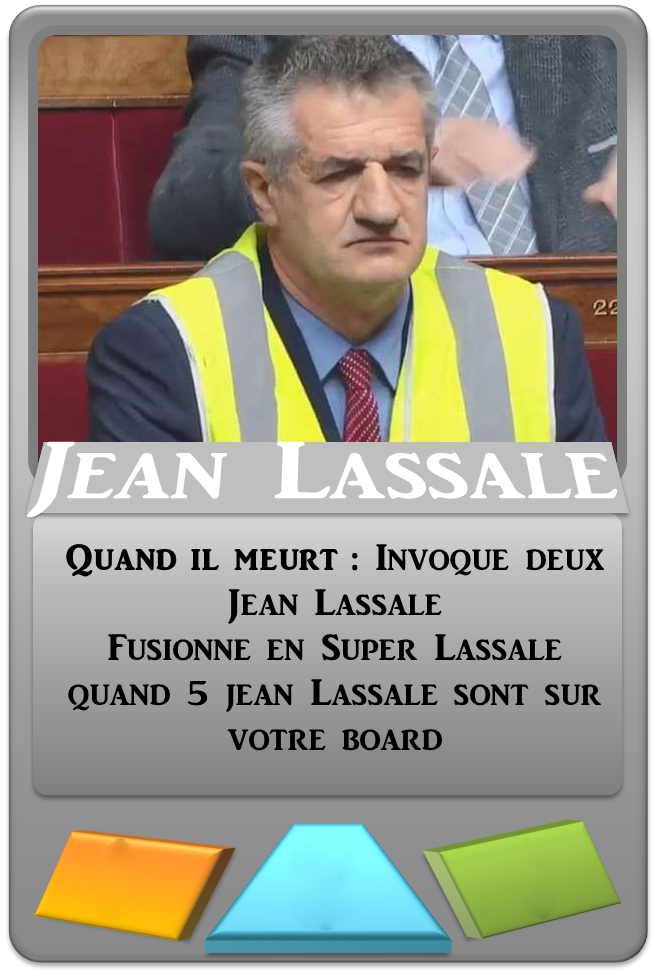 22
Jean Lassale
Quand il meurt : Invoque deux
Jean Lassale
Fusionne en Super Lassale
quand 5 jean Lassale sont sur
votre board